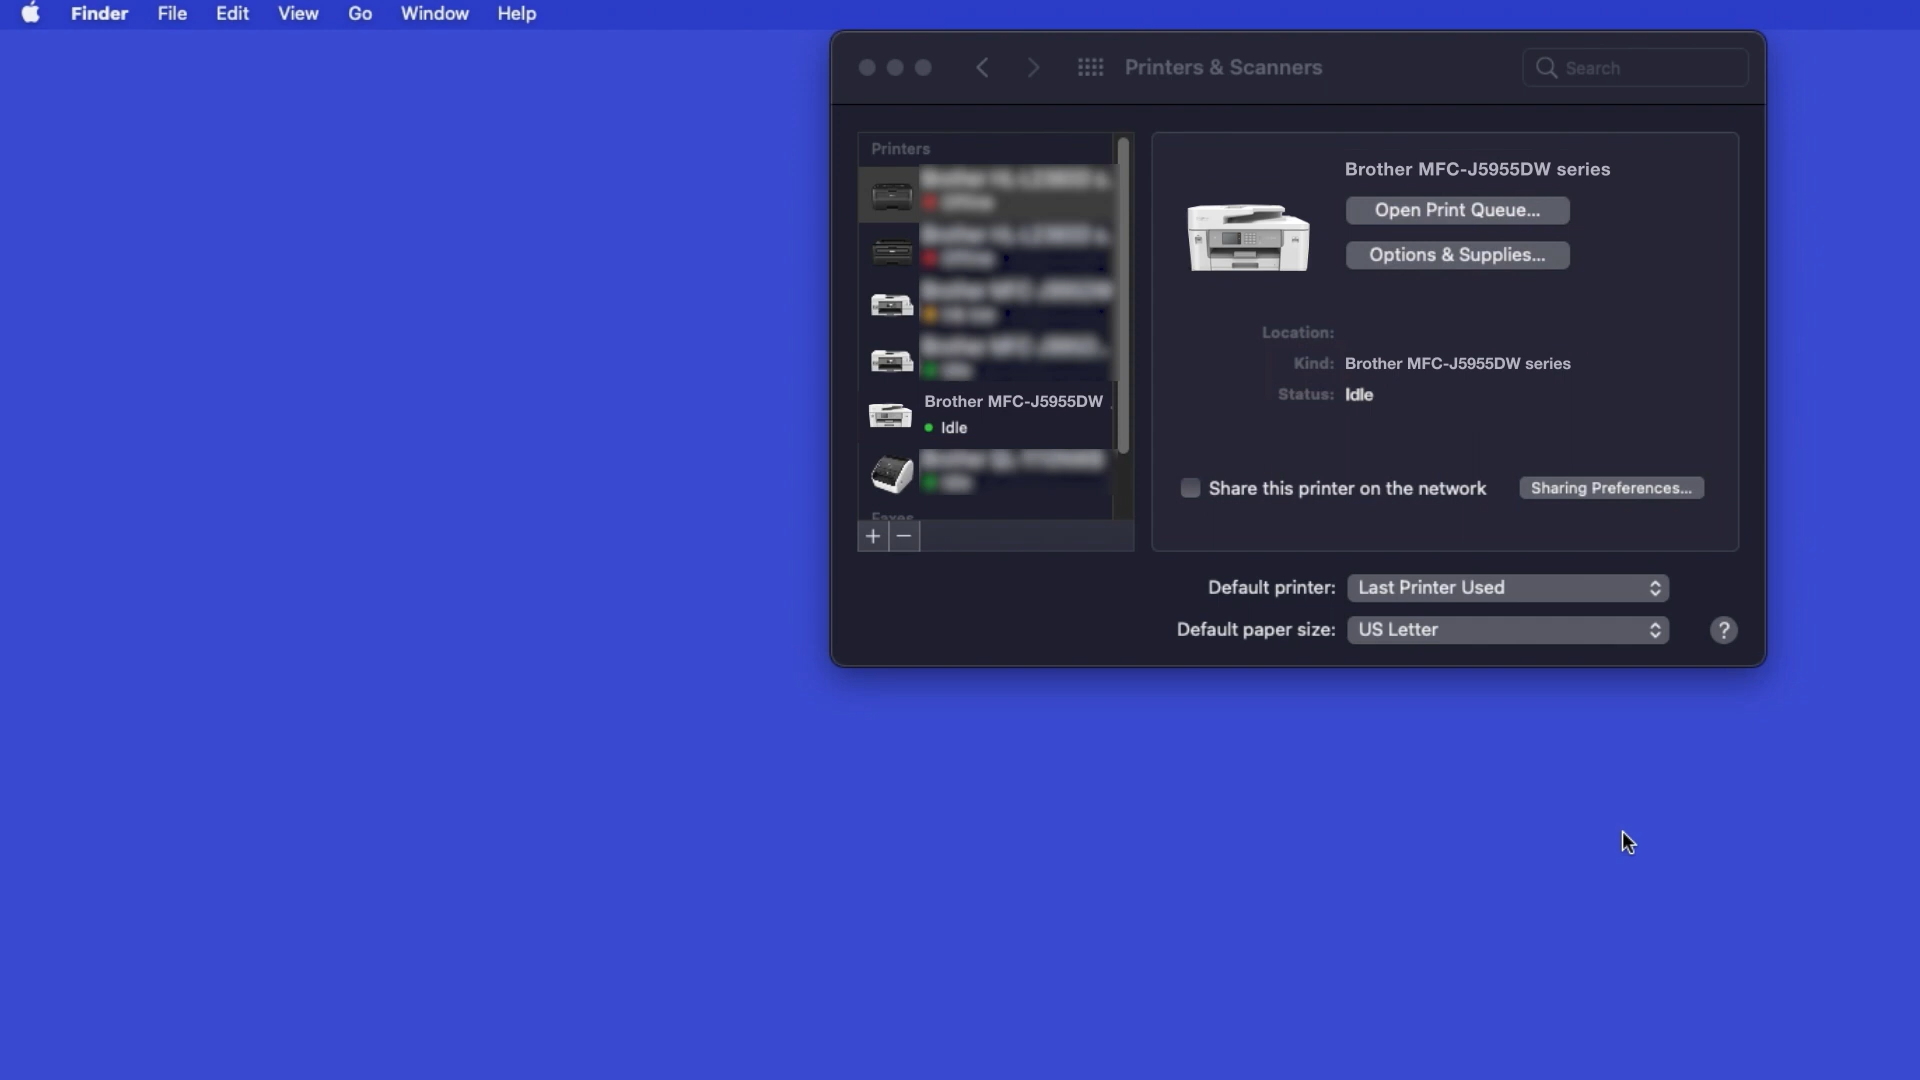 Finder File Edit View Go Window Help
Printers & Scanners
Search
Printers
Brother MFC-J5955DW
Idle
Faxes
+ −
Brother MFC-J5955DW series
Open Print Queue...
Options & Supplies...
Location:
Kind: Brother MFC-J5955DW series
Status: Idle
Share this printer on the network
Sharing Preferences...
Default printer: Last Printer Used
Default paper size: US Letter
?